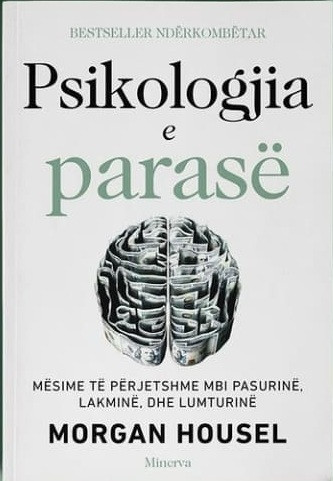 BESTSELLER NDËRKOMBËTAR
Psikologjia
e
parasë
MËSIME TË PËRJETSHME MBI PASURINË,
LAKMINË, DHE LUMTURINË
MORGAN HOUSEL
Minerva